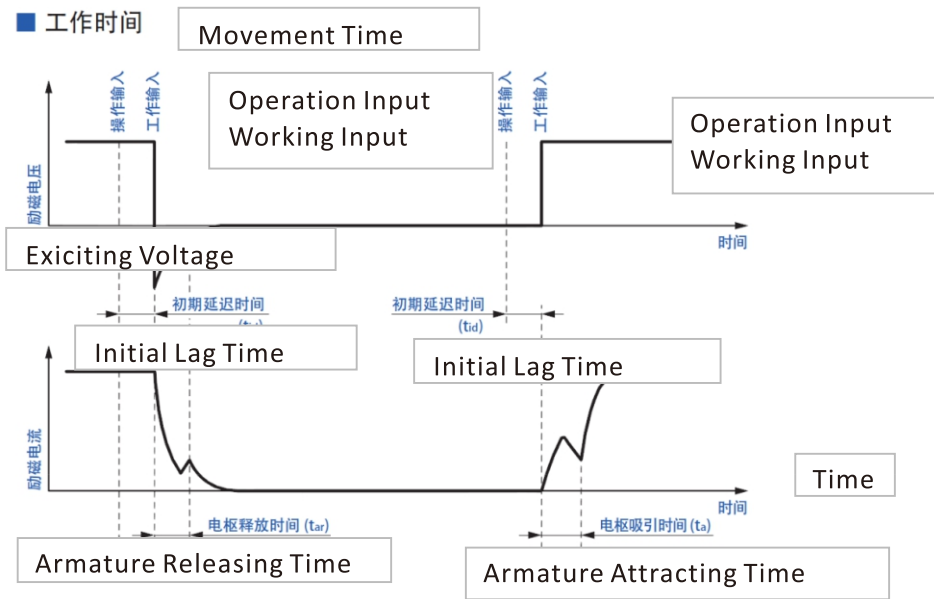 工作时间
Movement Time
操作输入
工作输入
Operation Input
Working Input
操作输入
工作输入
Operation Input
Working Input
励磁电压
时间
Exiciting Voltage
初期延迟时间
初期延迟时间
(tid)
Initial Lag Time
Initial Lag Time
励磁电流
Time
时间
电枢释放时间 (tar)
电枢吸引时间 (ta)
Armature Releasing Time
Armature Attracting Time